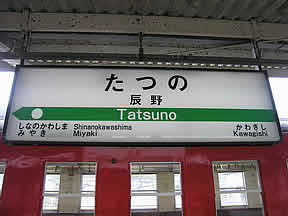 たつの
辰野
Tatsuno
しなのかわしま Shinanokawashima
みやき Miyaki
かわきし
Kawagishi